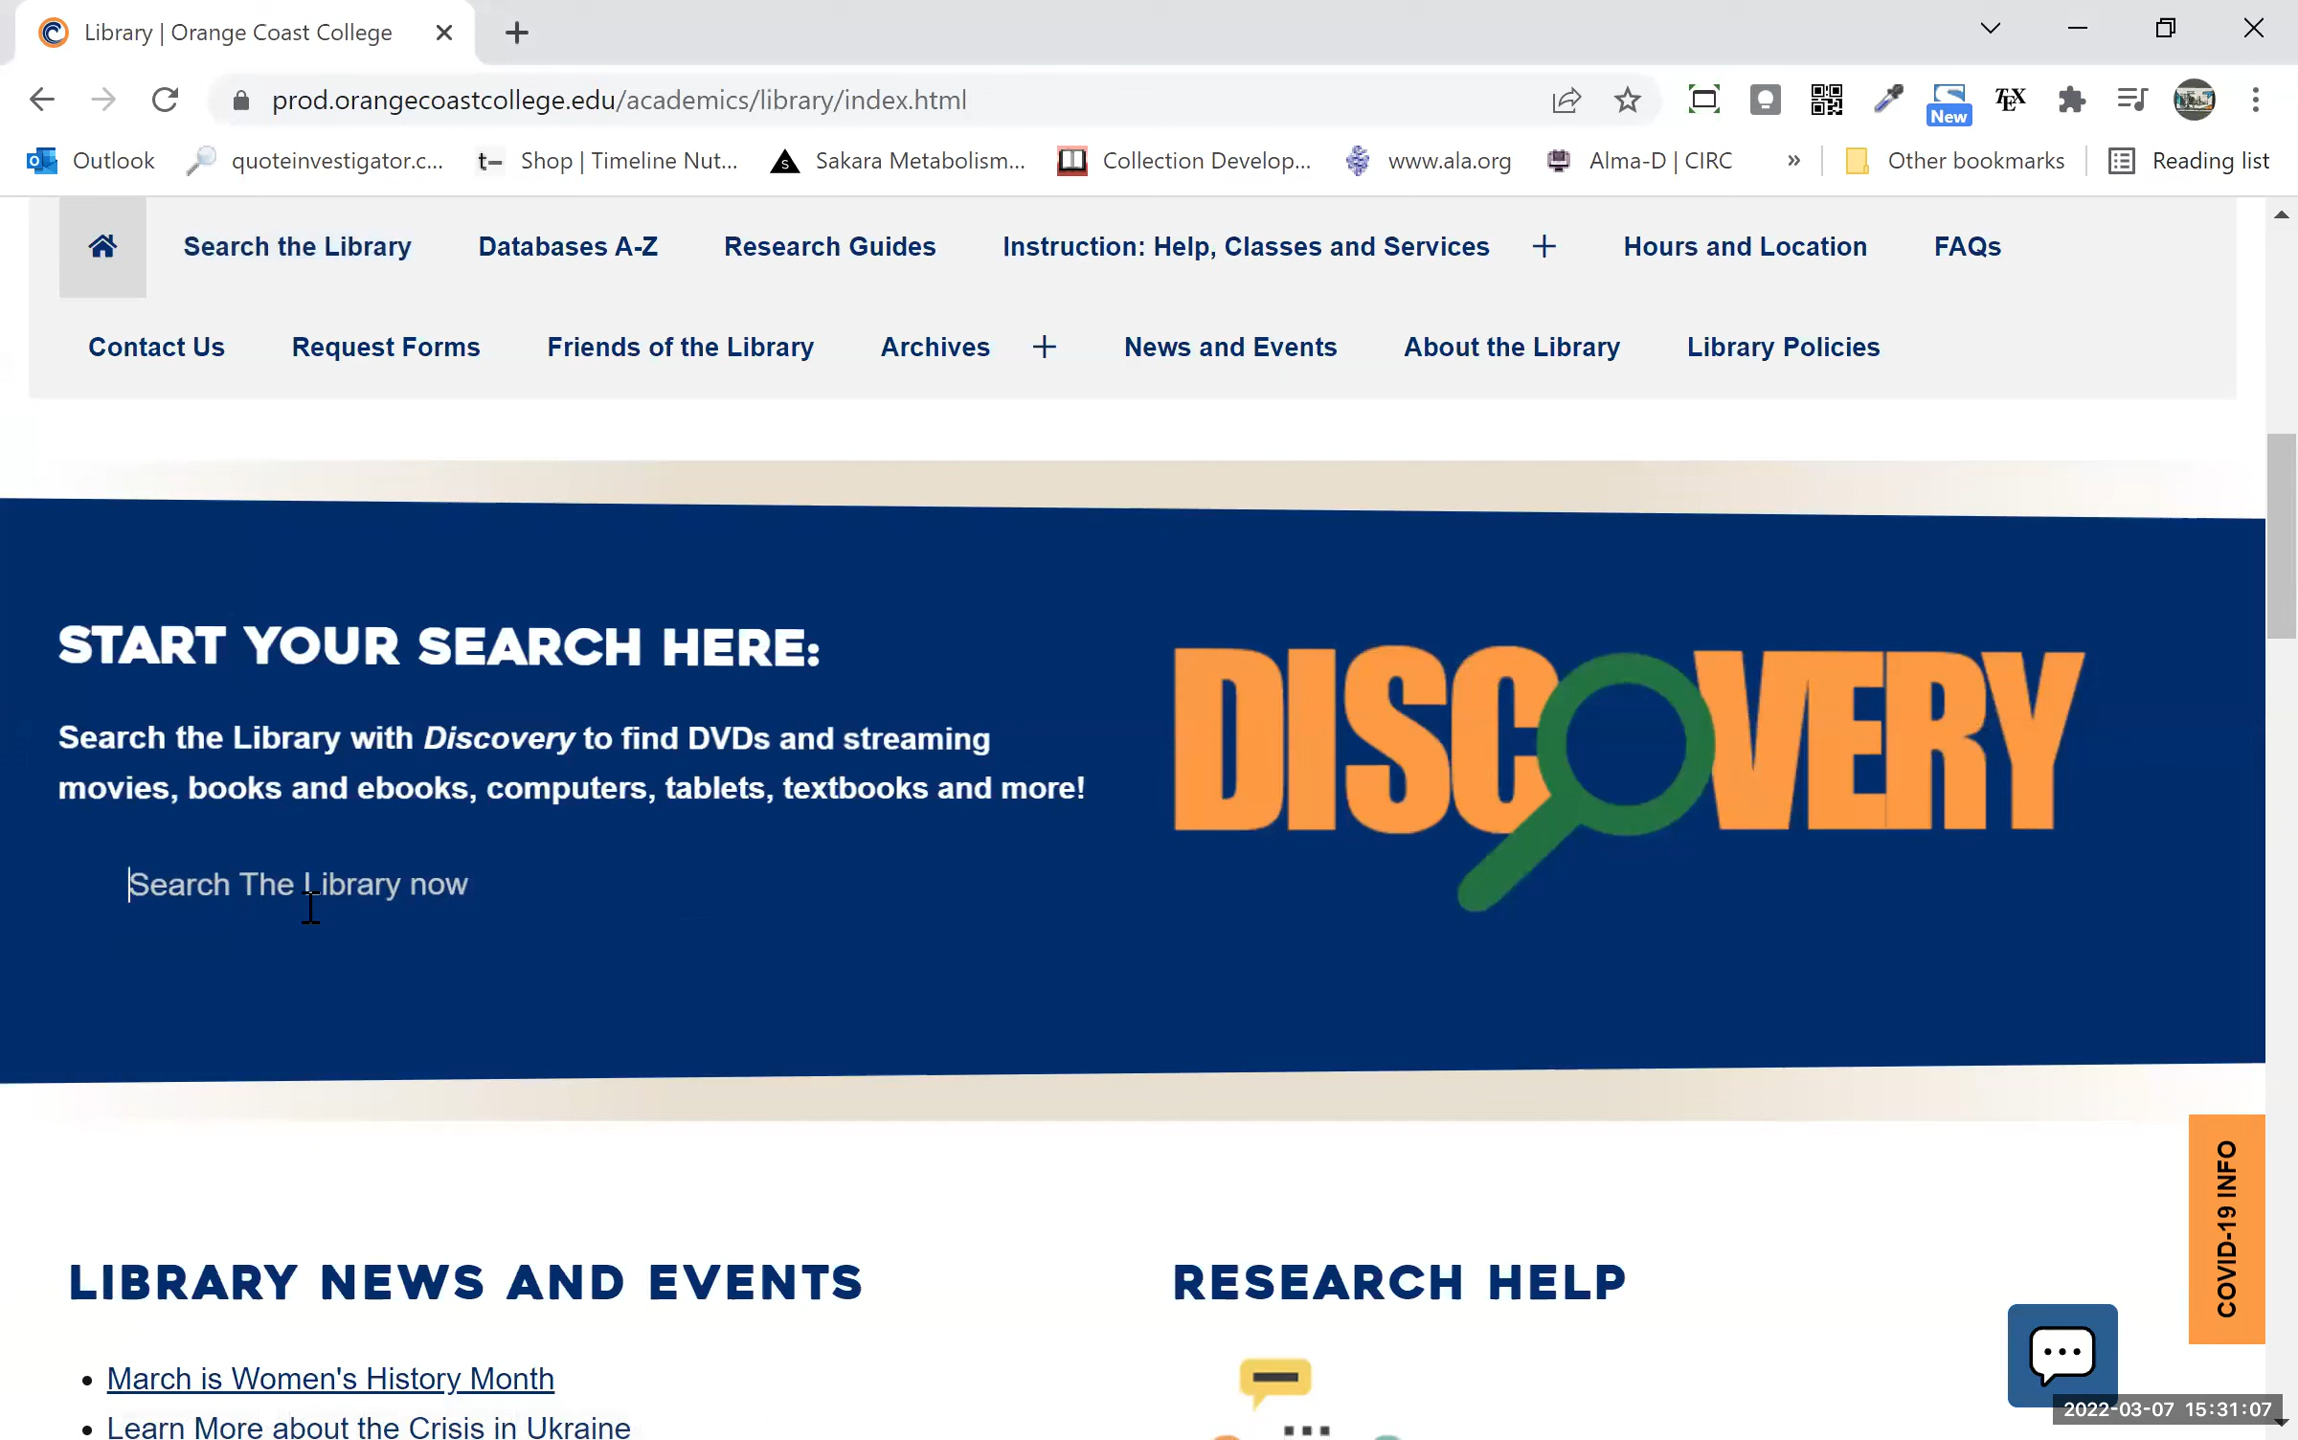 Library | Orange Coast College
prod.orangecoastcollege.edu/academics/library/index.html
New
TEX
Outlook
quoteinvestigator.c...
t— Shop | Timeline Nut...
Sakara Metabolism...
Collection Develop...
www.ala.org
Alma-D | CIRC
»
Other bookmarks
Reading list
Search the Library
Databases A-Z
Research Guides
Instruction: Help, Classes and Services +
Hours and Location
FAQs
Contact Us
Request Forms
Friends of the Library
Archives +
News and Events
About the Library
Library Policies
START YOUR SEARCH HERE:
Search the Library with Discovery to find DVDs and streaming
movies, books and ebooks, computers, tablets, textbooks and more!
Search The Library now
DISCOVERY
COVID-19 INFO
LIBRARY NEWS AND EVENTS
• March is Women's History Month
• Learn More about the Crisis in Ukraine
RESEARCH HELP
2022-03-07 15:31:07